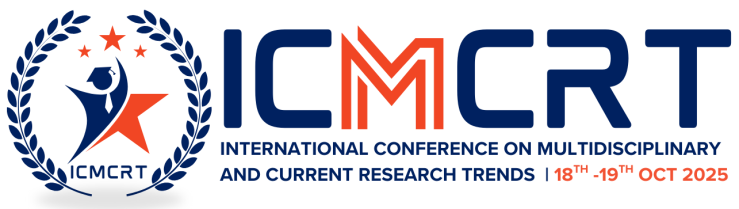 ICMCRT
ICMCRT
INTERNATIONAL CONFERENCE ON MULTIDISCIPLINARY
AND CURRENT RESEARCH TRENDS | 18TH -19TH OCT 2025